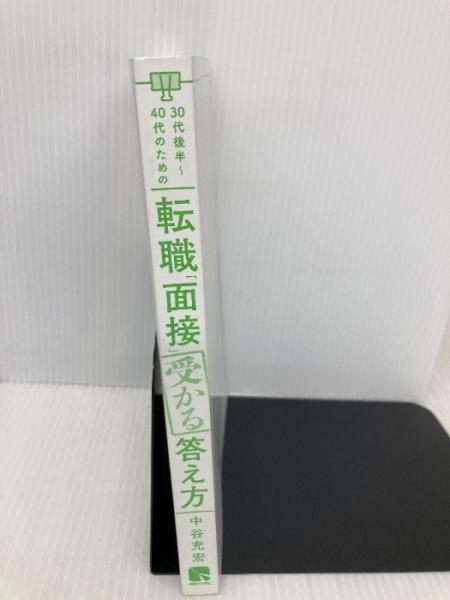 30代後半～
40代のための
転職「面接」
受かる
答え方
中谷充宏